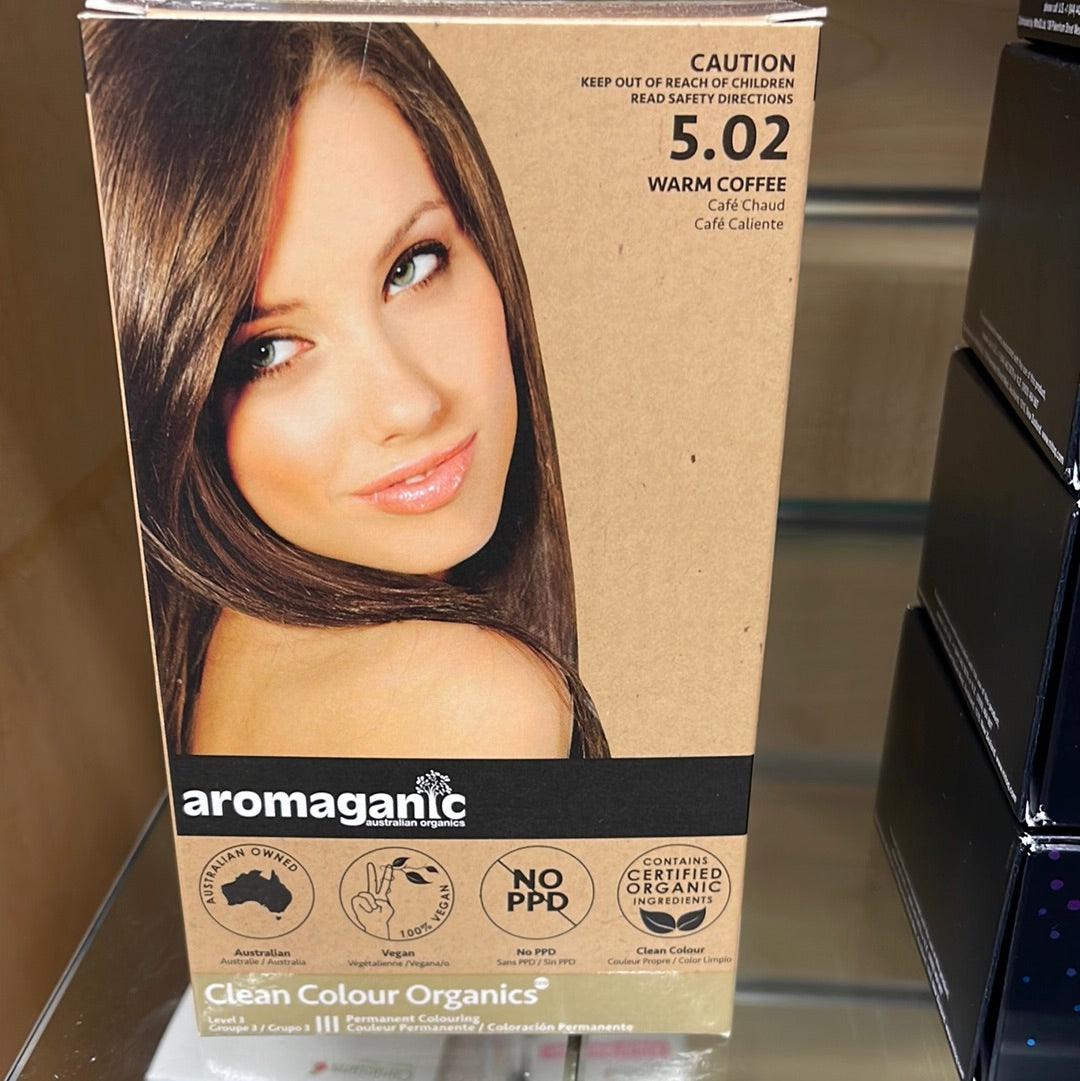 CAUTION
KEEP OUT OF REACH OF CHILDREN
READ SAFETY DIRECTIONS
5.02
WARM COFFEE
Café Chaud
Café Caliente
aromaganic
australian organics
AUSTRALIAN OWNED
100% VEGAN
NO
PPD
CONTAINS
CERTIFIED
ORGANIC
INGREDIENTS
Australian
Australie / Australia
Vegan
Végétalienne /Vegana/o
No PPD
Sans PPD / Sin PPD
Clean Colour
Couleur Propre / Color Limpio
Clean Colour Organics
Level 3
Groupe 3 / Grupo 3
Permanent Colouring
Couleur Permanente / Coloración Permanente